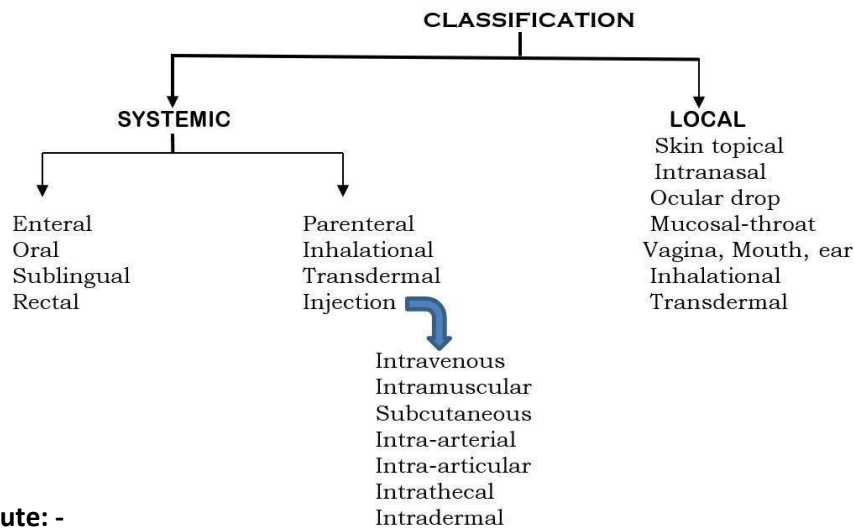 CLASSIFICATION
SYSTEMIC
Enteral
Oral
Sublingual
Rectal
Parenteral
Inhalational
Transdermal
Injection
Intravenous
Intramuscular
Subcutaneous
Intra-arterial
Intra-articular
Intrathecal
Intradermal
LOCAL
Skin topical
Intranasal
Ocular drop
Mucosal-throat
Vagina, Mouth, ear
Inhalational
Transdermal
ute: -